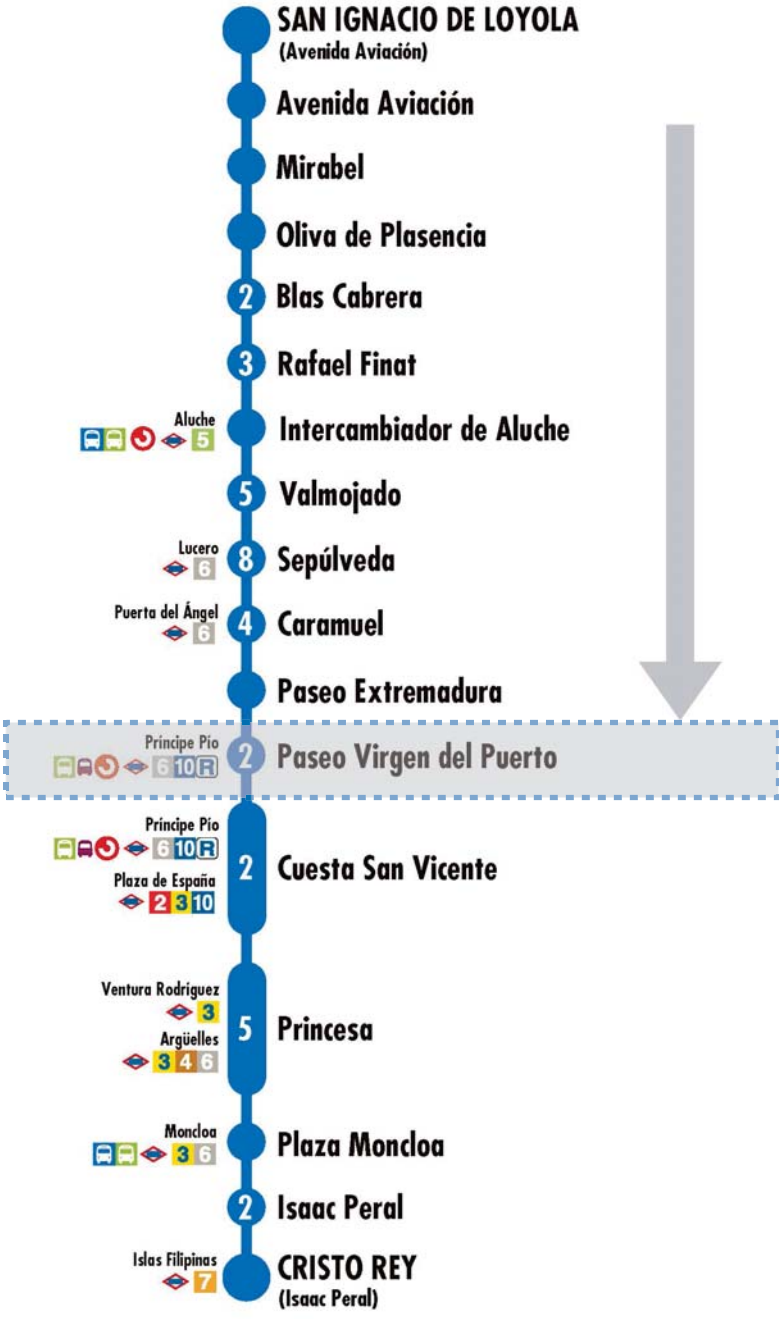 SAN IGNACIO DE LOYOLA
(Avenida Aviación)
Avenida Aviación
Mirabel
Oliva de Plasencia
2 Blas Cabrera
3 Rafael Finat
Aluche
5
Intercambiador de Aluche
5 Valmojado
Lucero
6
8 Sepúlveda
Puerta del Ángel
6
4 Caramuel
Paseo Extremadura
Príncipe Pío
6 10 R
2 Paseo Virgen del Puerto
Príncipe Pío
6 10 R
Plaza de España
2 3 10
2 Cuesta San Vicente
Ventura Rodríguez
3
Argüelles
3 4 6
5 Princesa
Moncloa
3 6
Plaza Moncloa
2 Isaac Peral
Islas Filipinas
7
CRISTO REY
(Isaac Peral)